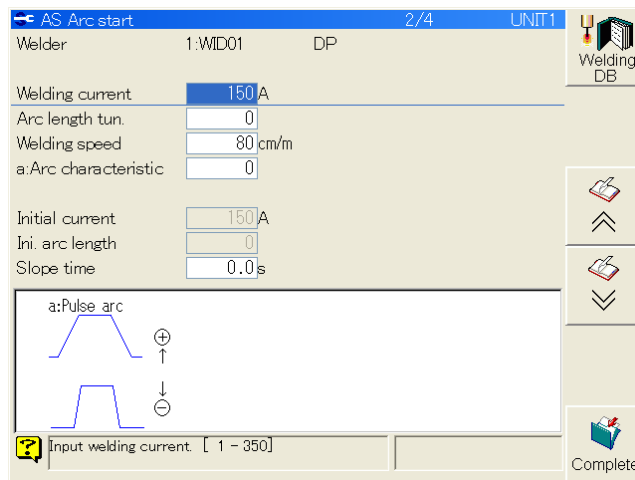 AS Arc start 2/4 UNIT1
Welder 1:WID01 DP
Welding DB
Welding current 150 A
Arc length tun. 0
Welding speed 80 cm/m
a:Arc characteristic 0
Initial current 150 A
Ini. arc length 0
Slope time 0.0 s
a:Pulse arc
Input welding current. [ 1 - 350]
Complete